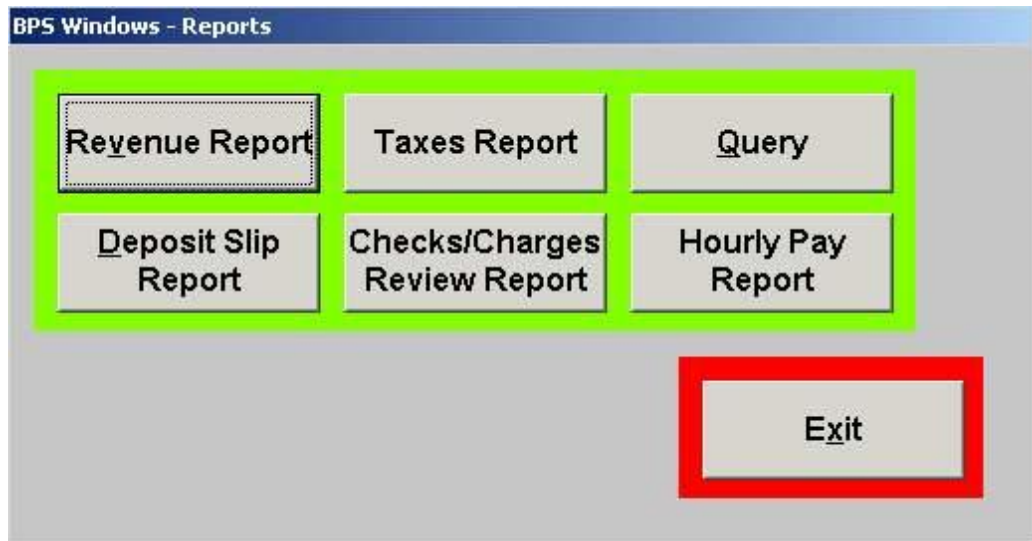 BPS Windows - Reports
Revenue Report
Taxes Report
Query
Deposit Slip
Report
Checks/Charges
Review Report
Hourly Pay
Report
Exit